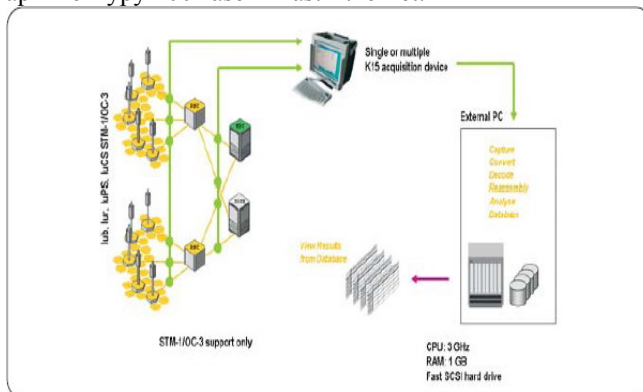 Single or multiple
K15 acquisition device
External PC
Capture
Convert
Decode
Reassembly
Analyse
Database
Iub, Iur, IuPS, IuCS STM-1/OC-3
RNC
RNC
View Results
from Database
STM-1/OC-3 support only
CPU: 3 GHz
RAM: 1 GB
Fast SCSI hard drive